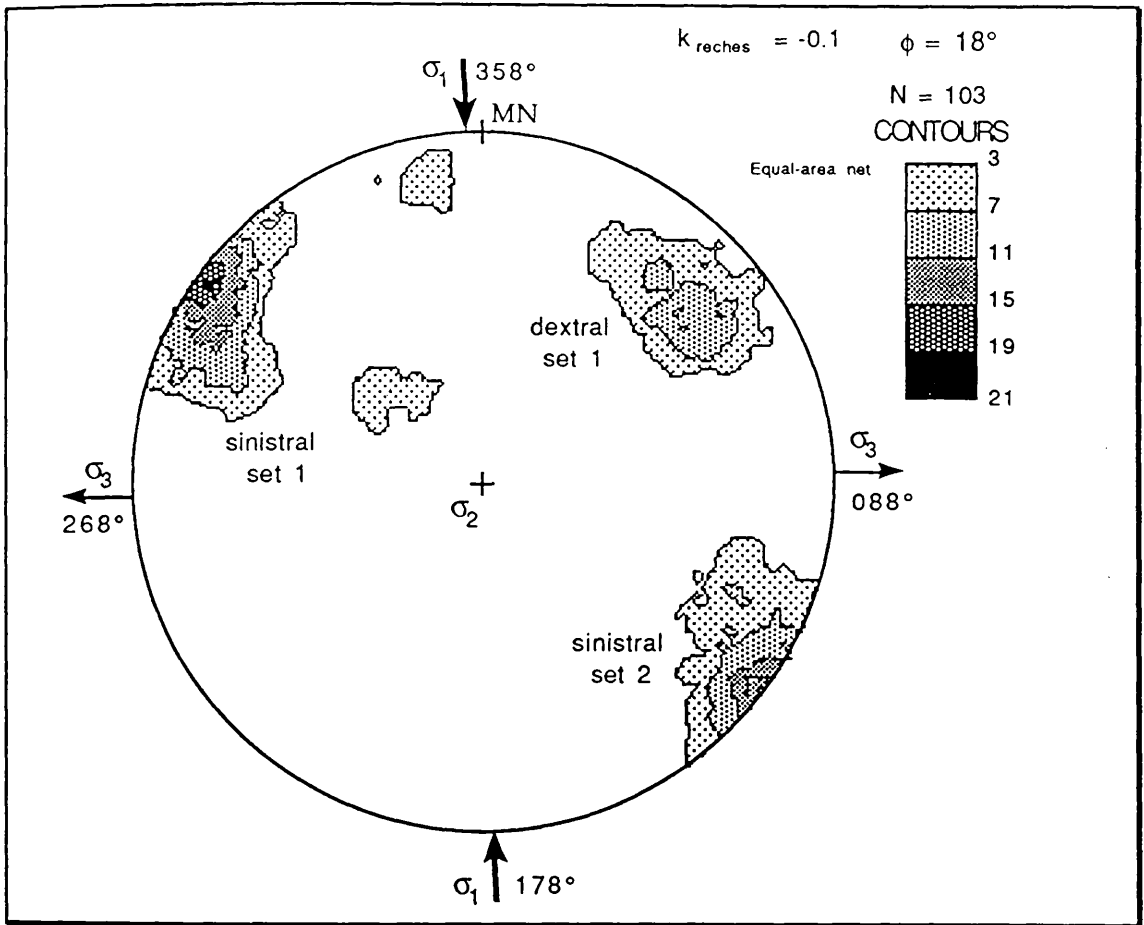 k reches = -0.1 ϕ = 18°
σ1 358°
MN
N = 103
CONTOURS
Equal-area net
3
7
11
15
19
21
dextral
set 1
sinistral
set 1
σ3
268°
σ2
σ3
088°
sinistral
set 2
σ1 178°